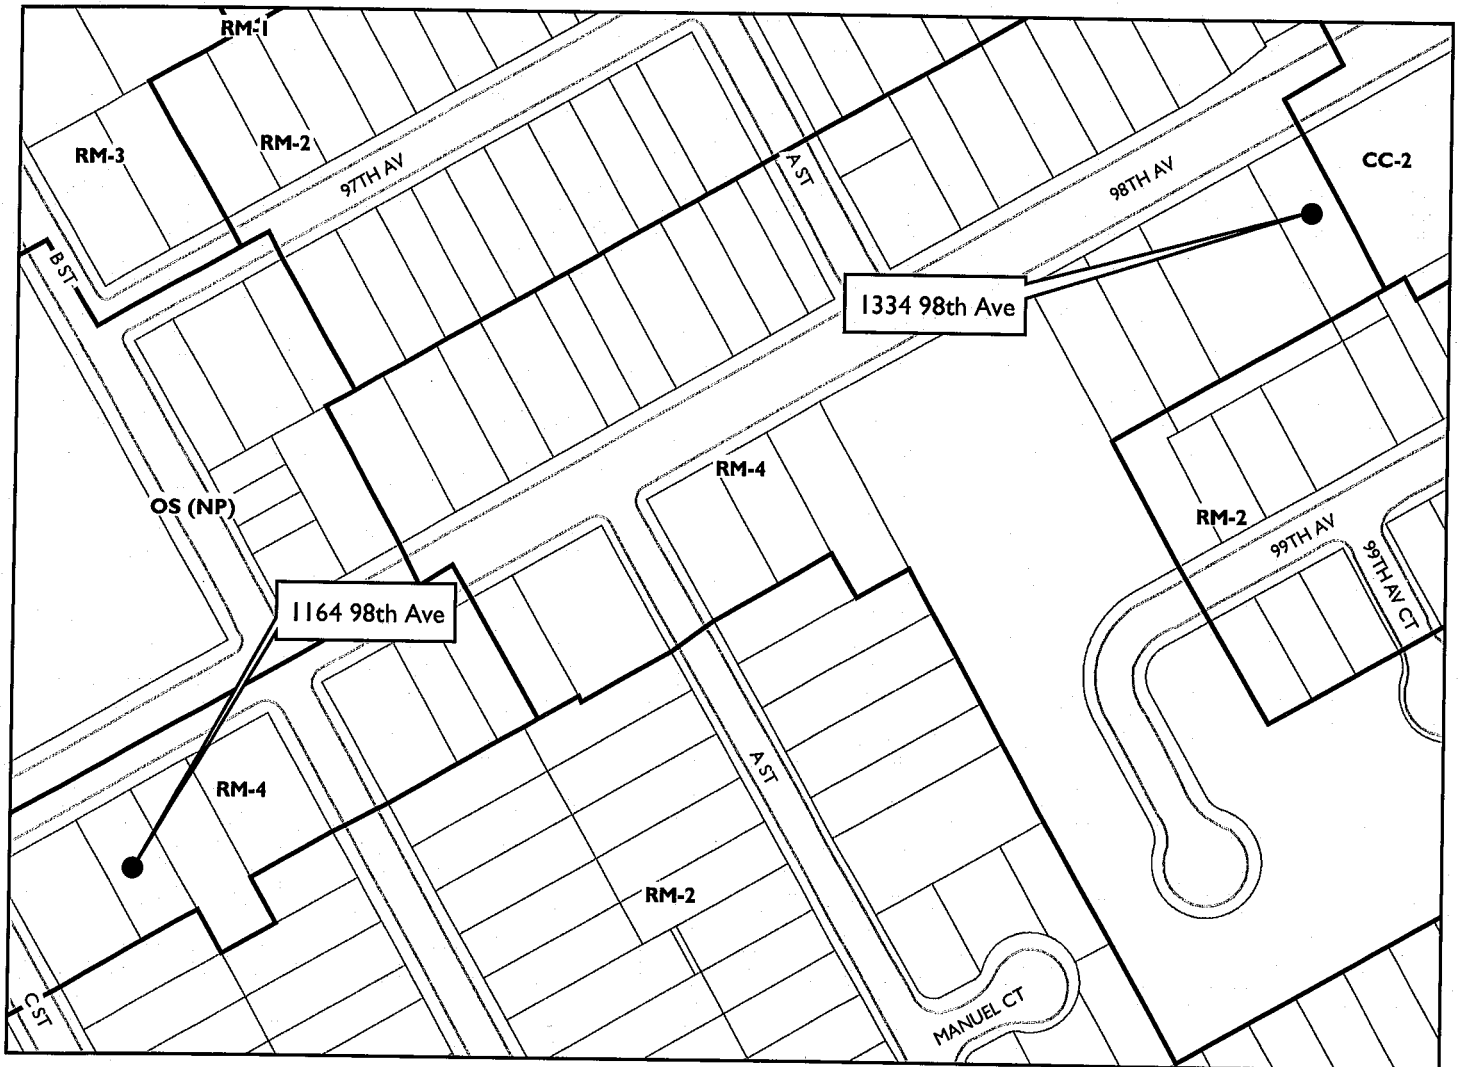 RM-1
RM-3
RM-2
97TH AV
A ST
98TH AV
CC-2
B ST
1334 98th Ave
RM-4
OS (NP)
RM-2
99TH AV
99TH AV CT
1164 98th Ave
RM-4
A ST
RM-2
C ST
MANUEL CT